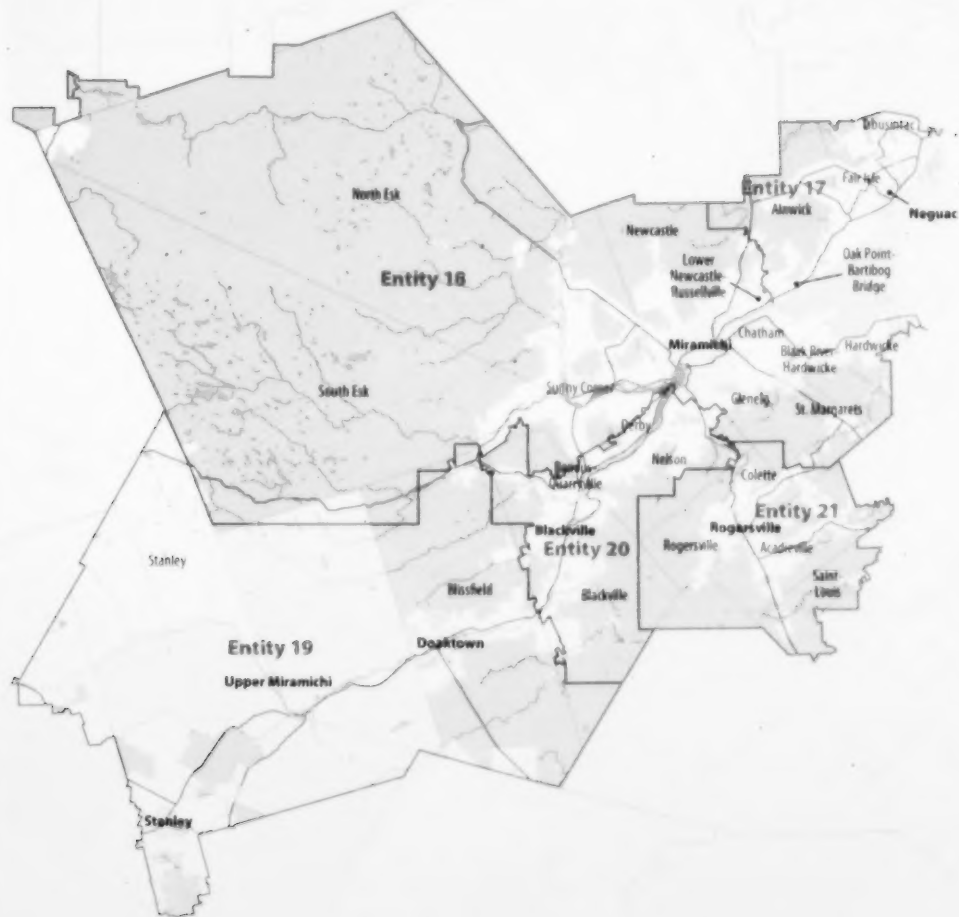 Tabusintac
Fair Isle
Entity 17
North Esk
Alnwick
Neguac
Newcastle
Oak Point-
Bartibog
Bridge
Lower
Newcastle-
Russellville
Entity 16
Chatham
Miramichi
Hardwicke
Black River-
Hardwicke
South Esk
Sunny Corner
Glenelg
St. Margarets
Derby
Nelson
Colette
Quarryville
Entity 21
Blackville
Rogersville
Entity 20
Rogersville
Acadieville
Stanley
Saint-
Louis
Blissfield
Blackville
Entity 19
Doaktown
Upper Miramichi
Stanley